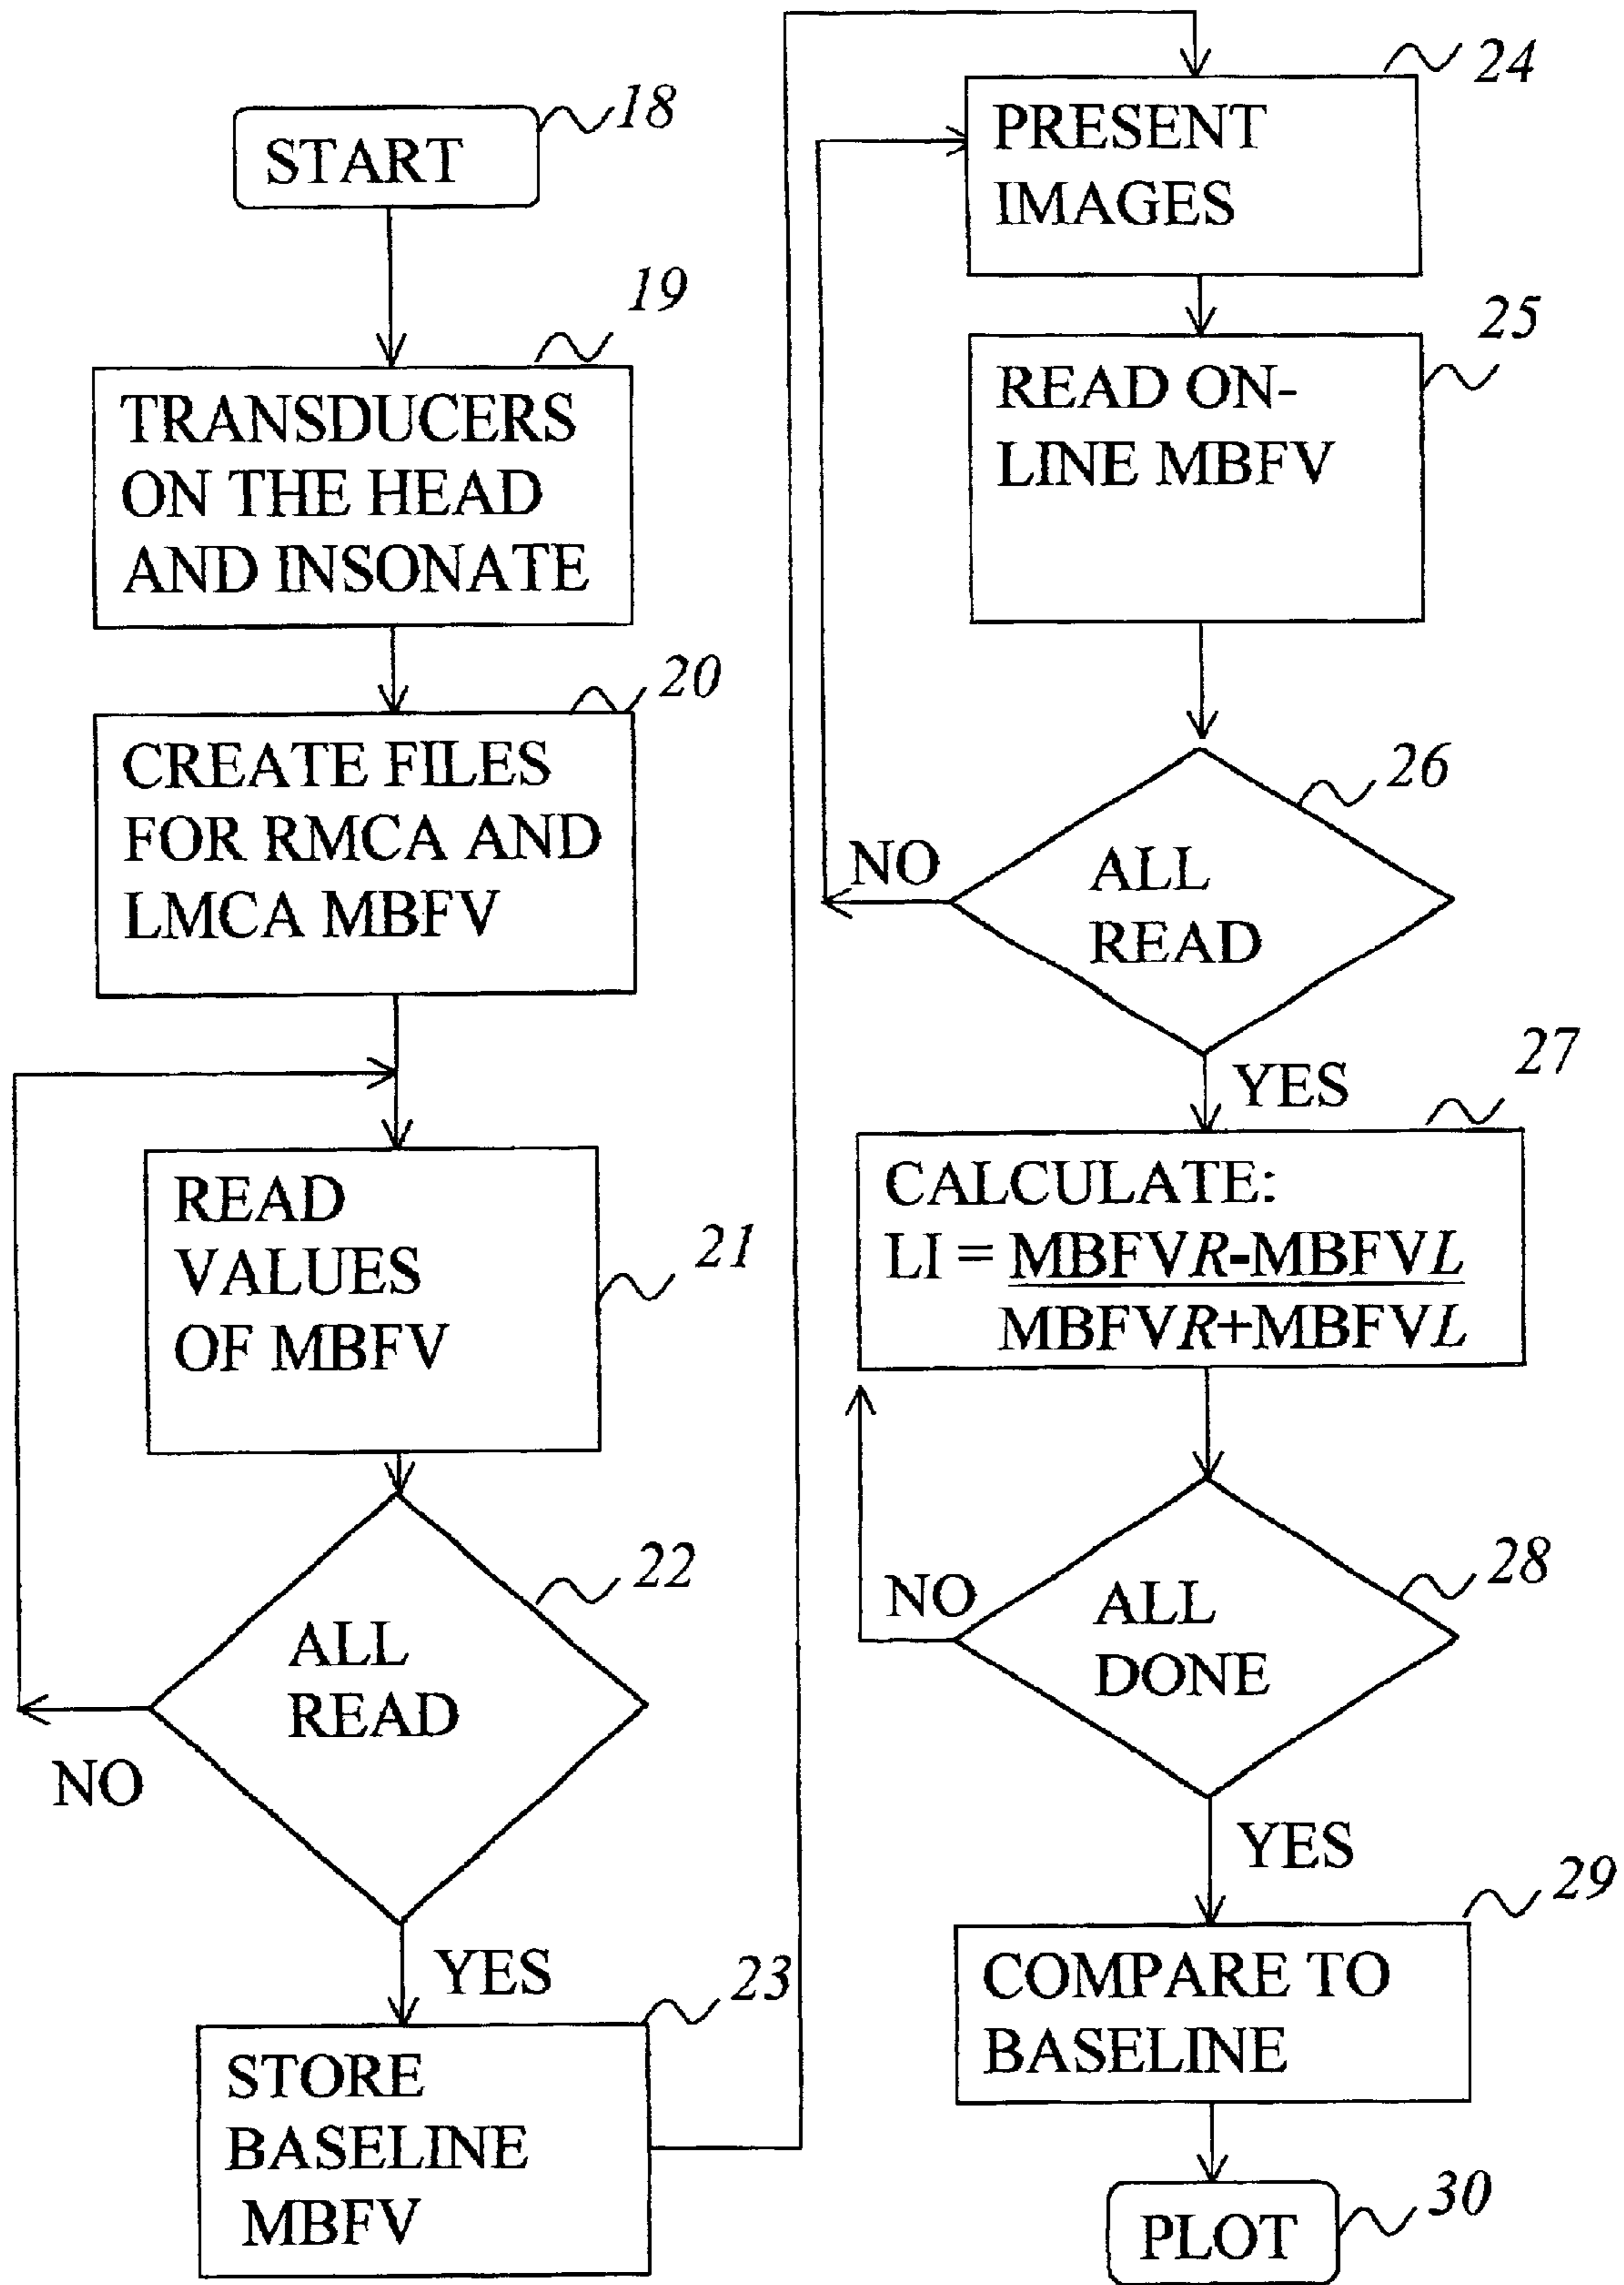 18
START
19
TRANSDUCERS
ON THE HEAD
AND INSONATE
20
CREATE FILES
FOR RMCA AND
LMCA MBFV
READ
VALUES
OF MBFV
21
22
ALL
READ
NO
YES
23
STORE
BASELINE
MBFV
24
PRESENT
IMAGES
25
READ ON-
LINE MBFV
26
NO
ALL
READ
YES
27
CALCULATE:
LI = MBFVR-MBFVL
MBFVR+MBFVL
28
NO
ALL
DONE
YES
29
COMPARE TO
BASELINE
30
PLOT